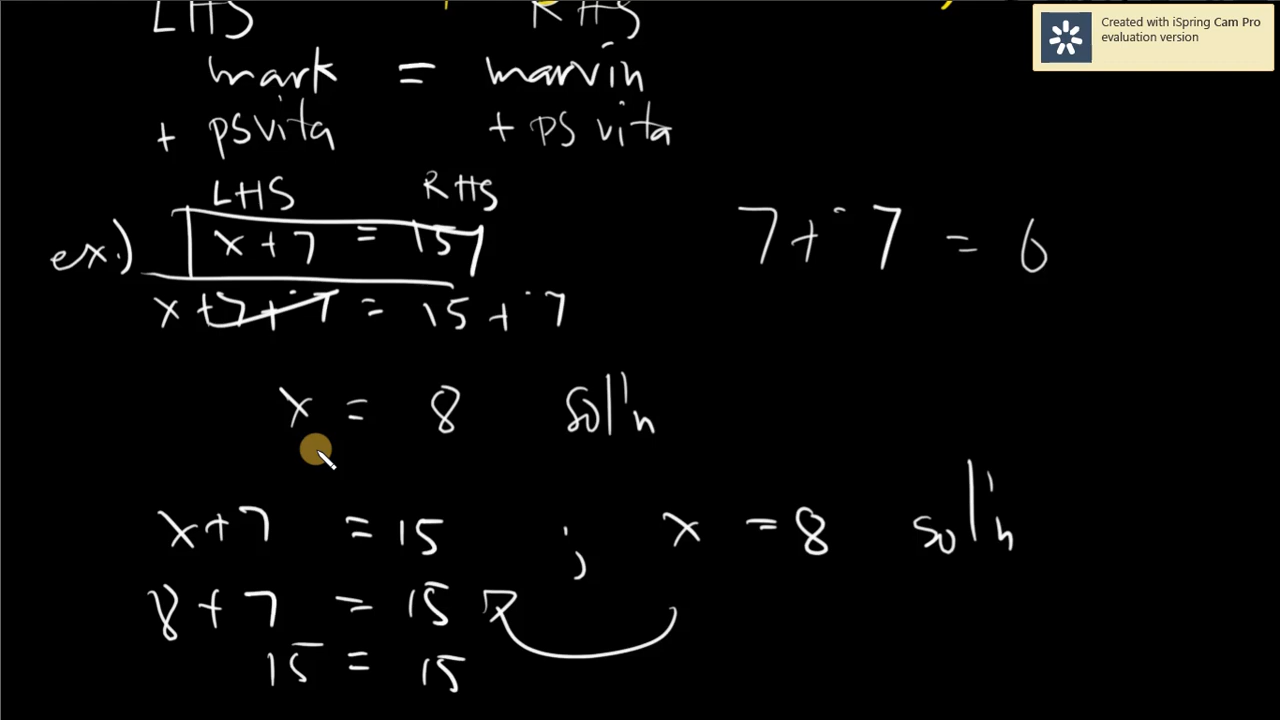 LHS RHS
Created with iSpring Cam Pro
evaluation version
mark = marvin
+ psvita + PS vita
LHS RHS
ex.) x + 7 = 15
7 + ⁻7 = 6
x + 7 + ⁻7 = 15 + ⁻7
x = 8 sol'n
x + 7 = 15 ; x = 8 sol'n
8 + 7 = 15
15 = 15